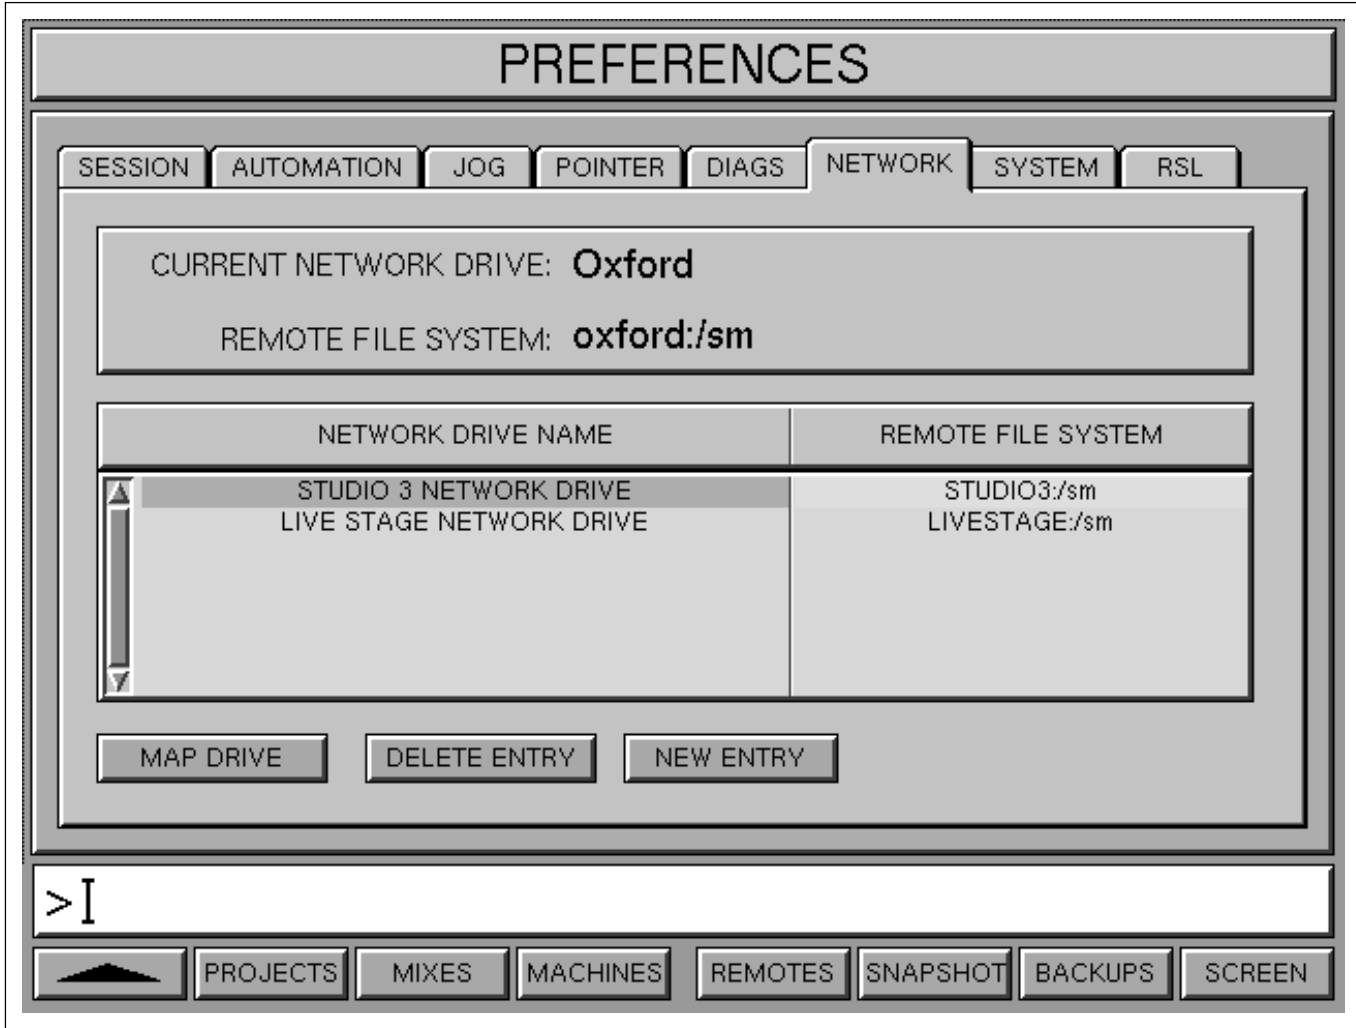 PREFERENCES
SESSION AUTOMATION JOG POINTER DIAGS NETWORK SYSTEM RSL
CURRENT NETWORK DRIVE: Oxford
REMOTE FILE SYSTEM: oxford:/sm
NETWORK DRIVE NAME REMOTE FILE SYSTEM
STUDIO 3 NETWORK DRIVE STUDIO3:/sm
LIVE STAGE NETWORK DRIVE LIVESTAGE:/sm
MAP DRIVE DELETE ENTRY NEW ENTRY
>
PROJECTS MIXES MACHINES REMOTES SNAPSHOT BACKUPS SCREEN